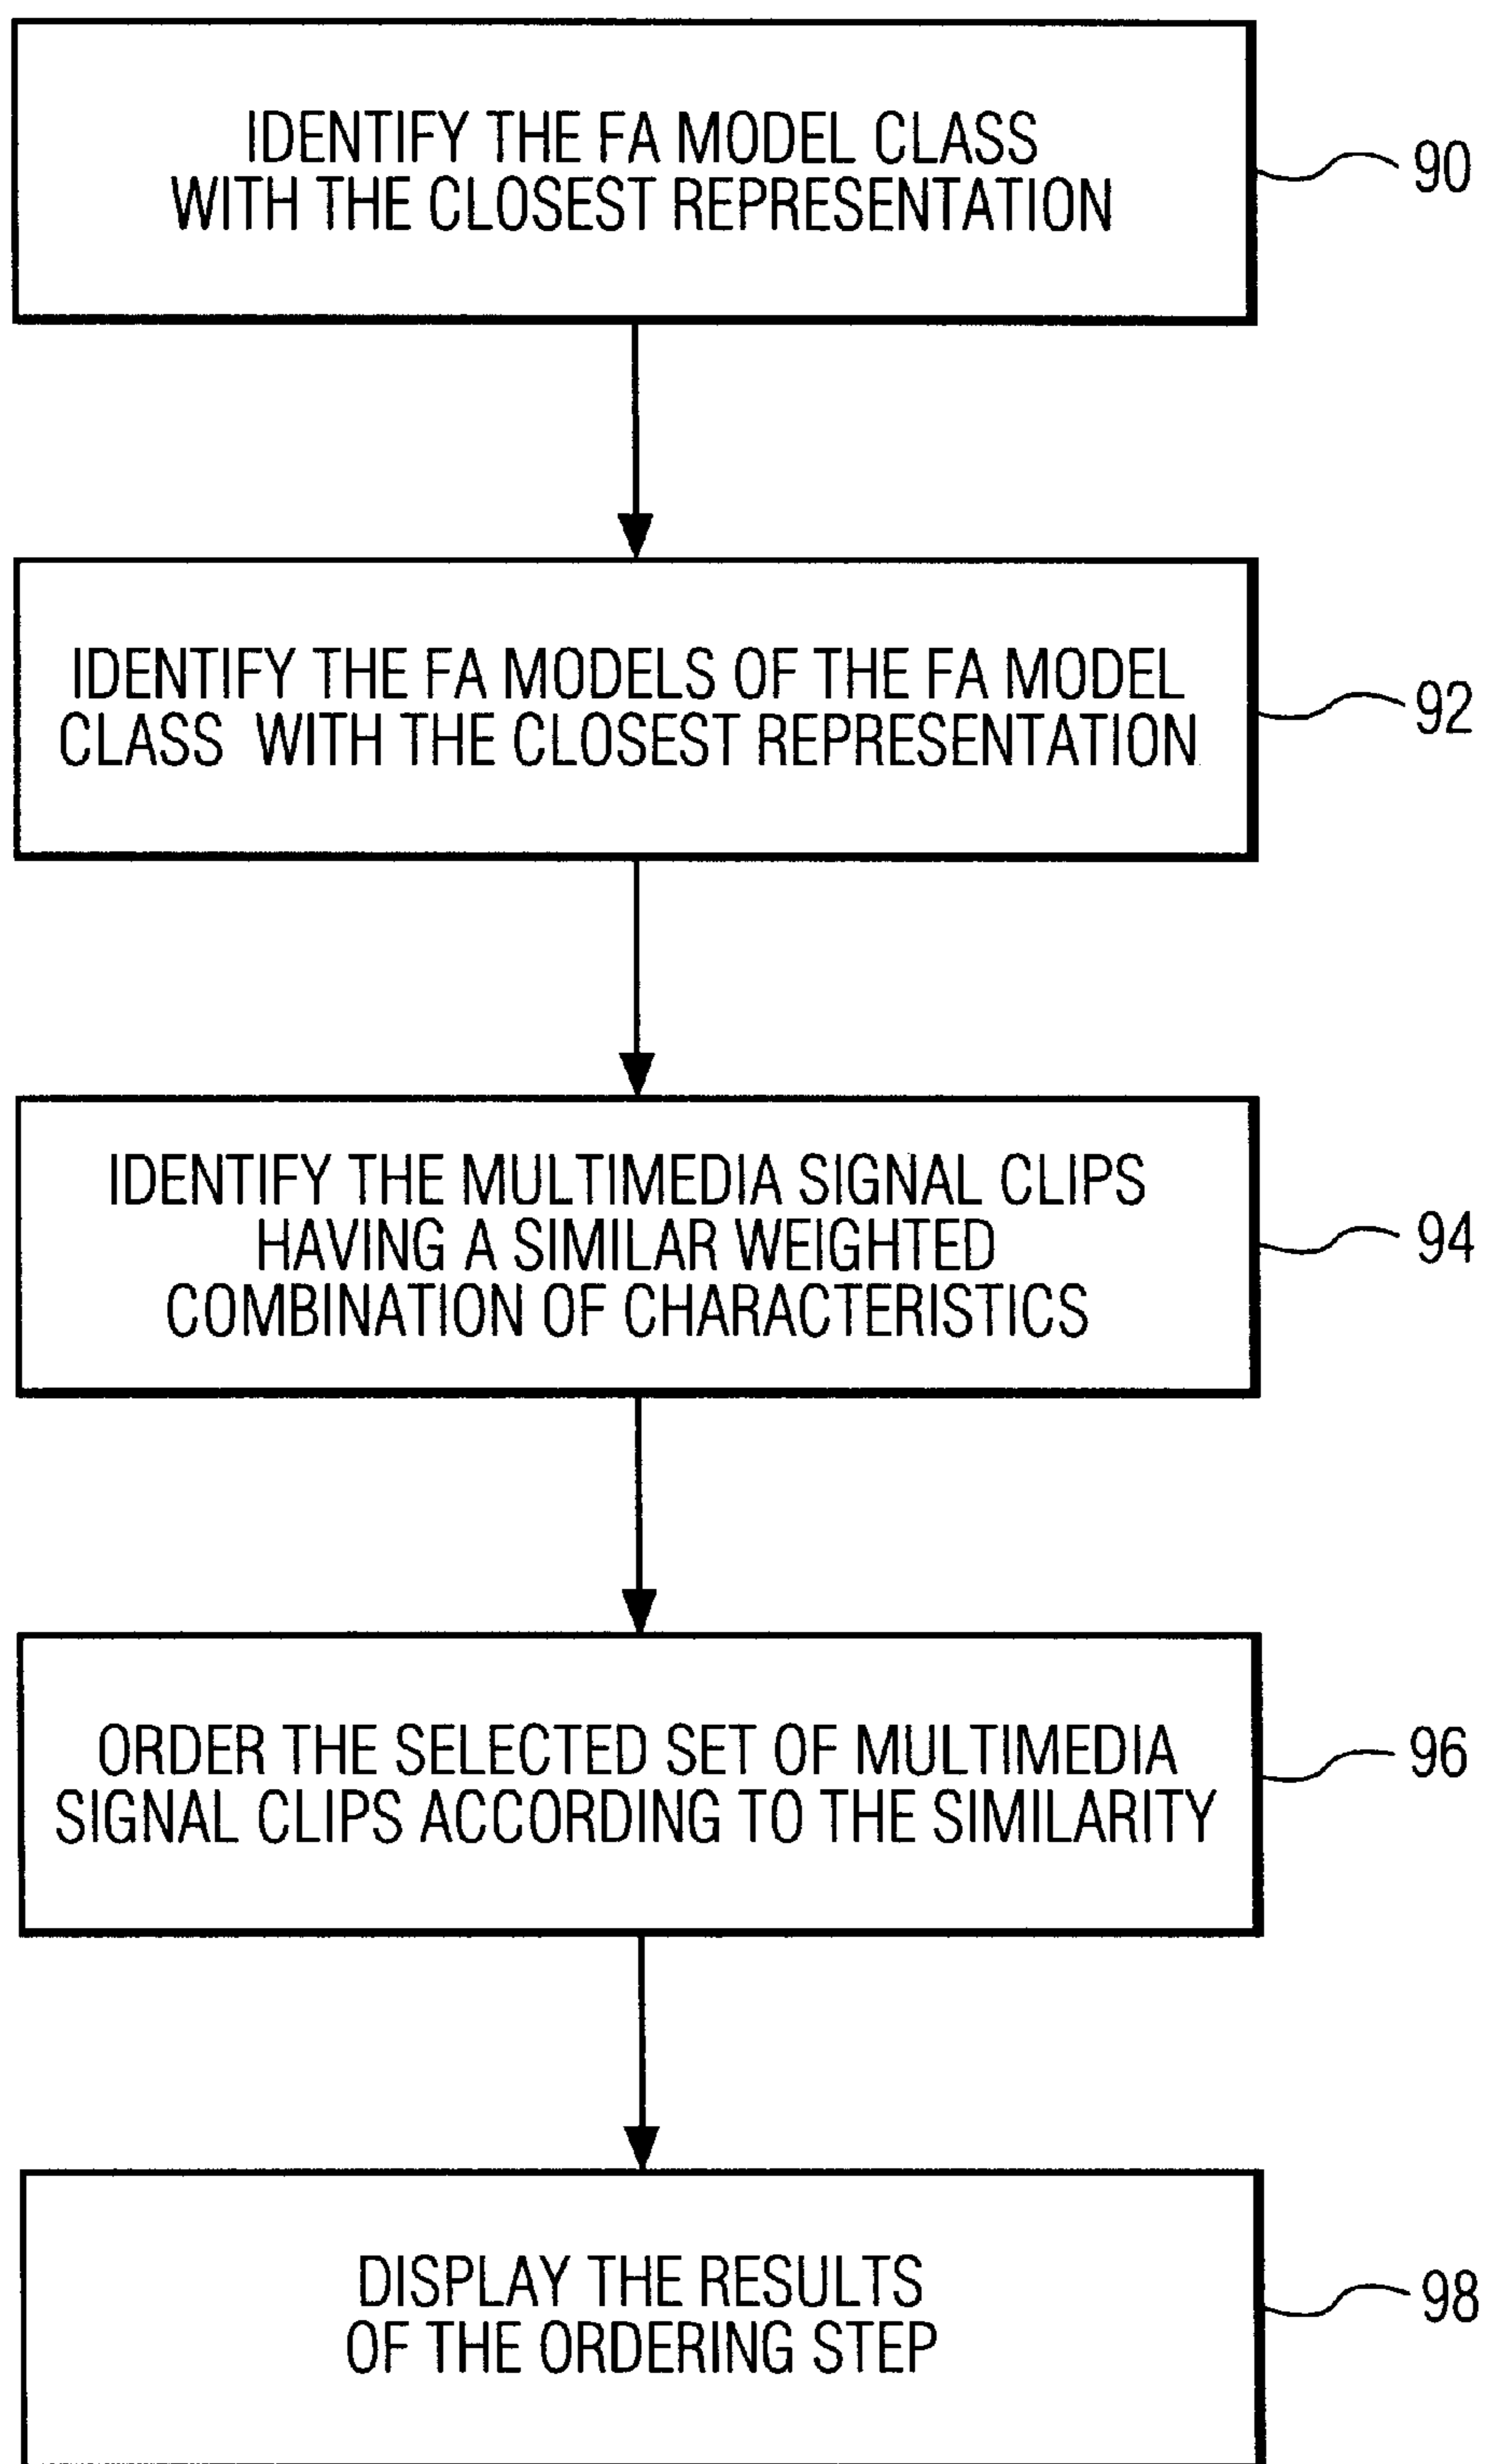 IDENTIFY THE FA MODEL CLASS
WITH THE CLOSEST REPRESENTATION
90
IDENTIFY THE FA MODELS OF THE FA MODEL
CLASS WITH THE CLOSEST REPRESENTATION
92
IDENTIFY THE MULTIMEDIA SIGNAL CLIPS
HAVING A SIMILAR WEIGHTED
COMBINATION OF CHARACTERISTICS
94
ORDER THE SELECTED SET OF MULTIMEDIA
SIGNAL CLIPS ACCORDING TO THE SIMILARITY
96
DISPLAY THE RESULTS
OF THE ORDERING STEP
98